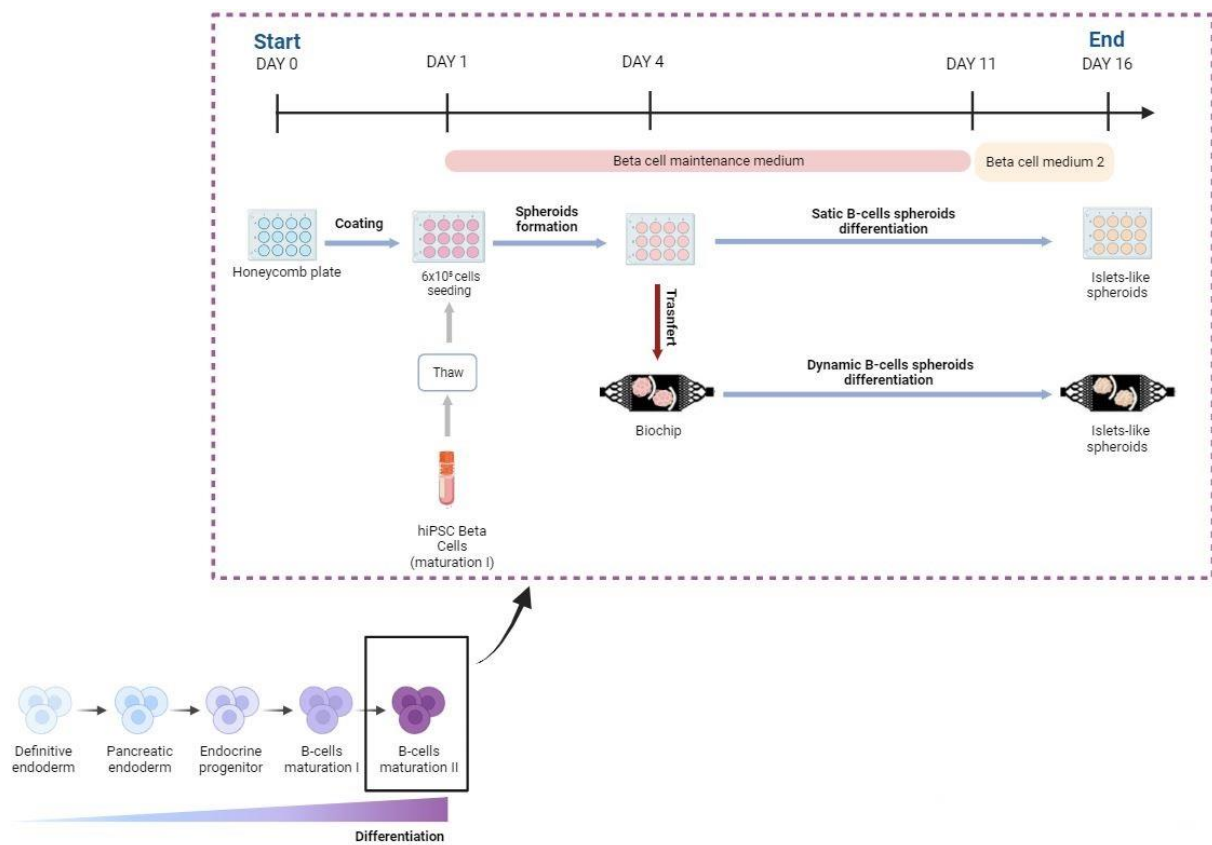 Start
DAY 0
DAY 1
DAY 4
DAY 11
End
DAY 16
Beta cell maintenance medium
Beta cell medium 2
Honeycomb plate
Coating
6x10⁵ cells
seeding
Spheroids
formation
Satic B-cells spheroids
differentiation
Islets-like
spheroids
Thaw
Trasnfert
hiPSC Beta
Cells
(maturation I)
Biochip
Dynamic B-cells spheroids
differentiation
Islets-like
spheroids
Definitive
endoderm
Pancreatic
endoderm
Endocrine
progenitor
B-cells
maturation I
B-cells
maturation II
Differentiation